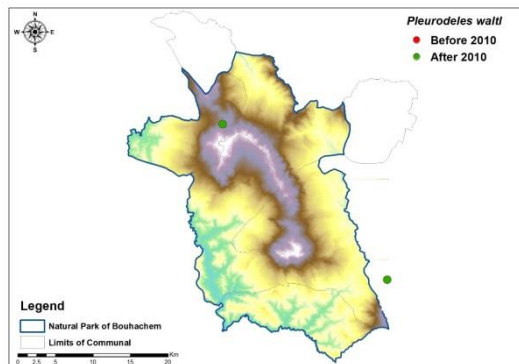 N
W E
S
Pleurodeles waltl
Before 2010
After 2010
Legend
Natural Park of Bouhachem
Limits of Communal
0 2,5 5 10 15 20
Km